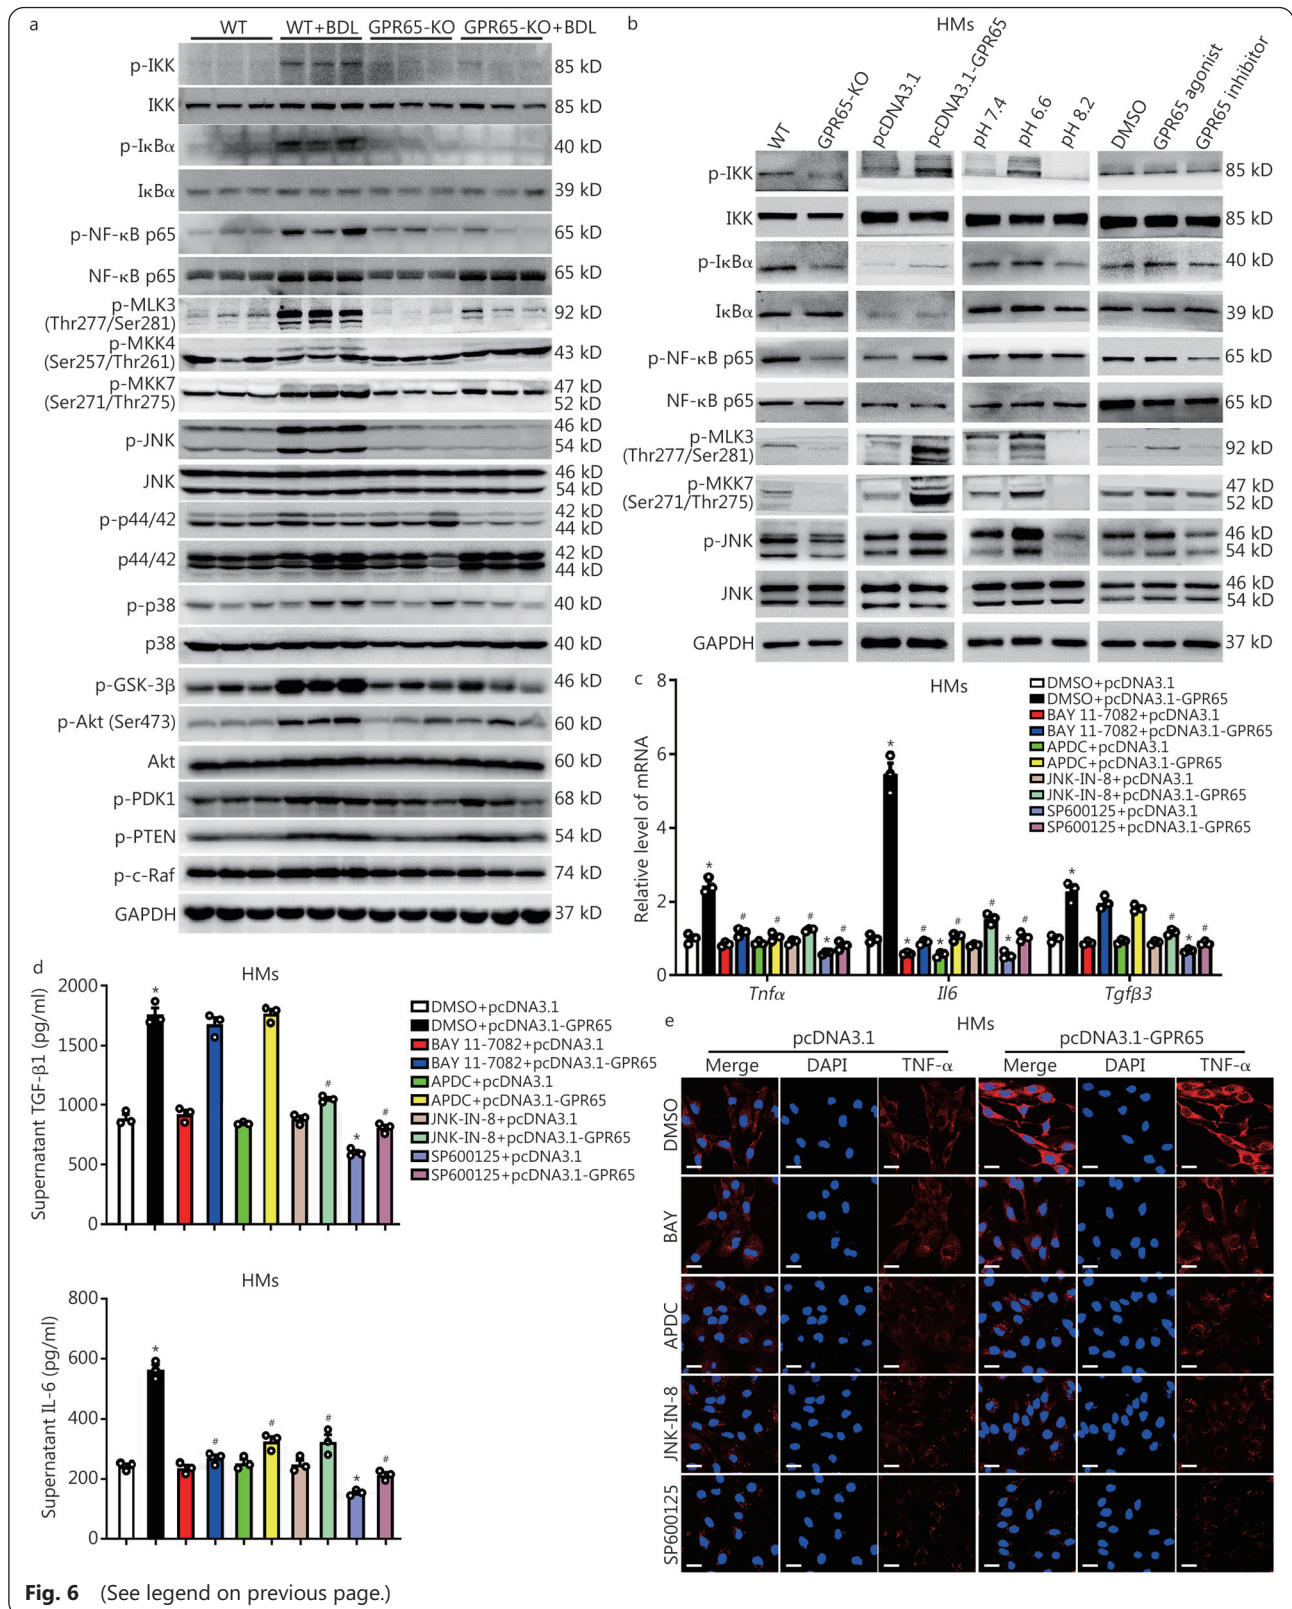 a
WT WT+BDL GPR65-KO GPR65-KO+BDL
p-IKK 85 kD
IKK 85 kD
p-IκBα 40 kD
IκBα 39 kD
p-NF-κB p65 65 kD
NF-κB p65 65 kD
p-MLK3
(Thr277/Ser281) 92 kD
p-MKK4
(Ser257/Thr261) 43 kD
p-MKK7
(Ser271/Thr275) 47 kD
52 kD
p-JNK 46 kD
54 kD
JNK 46 kD
54 kD
p-p44/42 42 kD
44 kD
p44/42 42 kD
44 kD
p-p38 40 kD
p38 40 kD
p-GSK-3β 46 kD
p-Akt (Ser473) 60 kD
Akt 60 kD
p-PDK1 68 kD
p-PTEN 54 kD
p-c-Raf 74 kD
GAPDH 37 kD
b
HMs
WT GPR65-KO pcDNA3.1 pcDNA3.1-GPR65 pH 7.4 pH 6.6 pH 8.2 DMSO GPR65 agonist GPR65 inhibitor
p-IKK 85 kD
IKK 85 kD
p-IκBα 40 kD
IκBα 39 kD
p-NF-κB p65 65 kD
NF-κB p65 65 kD
p-MLK3
(Thr277/Ser281) 92 kD
p-MKK7
(Ser271/Thr275) 47 kD
52 kD
p-JNK 46 kD
54 kD
JNK 46 kD
54 kD
GAPDH 37 kD
c
HMs
Relative level of mRNA
8
6
4
2
0
* * * * * * * *
# # # # # # # # # #
Tnfα Il6 Tgfβ3
DMSO+pcDNA3.1
DMSO+pcDNA3.1-GPR65
BAY 11-7082+pcDNA3.1
BAY 11-7082+pcDNA3.1-GPR65
APDC+pcDNA3.1
APDC+pcDNA3.1-GPR65
JNK-IN-8+pcDNA3.1
JNK-IN-8+pcDNA3.1-GPR65
SP600125+pcDNA3.1
SP600125+pcDNA3.1-GPR65
d
HMs
Supernatant TGF-β1 (pg/ml)
2000
1500
1000
500
0
* # * #
DMSO+pcDNA3.1
DMSO+pcDNA3.1-GPR65
BAY 11-7082+pcDNA3.1
BAY 11-7082+pcDNA3.1-GPR65
APDC+pcDNA3.1
APDC+pcDNA3.1-GPR65
JNK-IN-8+pcDNA3.1
JNK-IN-8+pcDNA3.1-GPR65
SP600125+pcDNA3.1
SP600125+pcDNA3.1-GPR65
HMs
Supernatant IL-6 (pg/ml)
800
600
400
200
0
* # # # * #
e
HMs
pcDNA3.1 pcDNA3.1-GPR65
Merge DAPI TNF-α Merge DAPI TNF-α
DMSO
BAY
APDC
JNK-IN-8
SP600125
Fig. 6 (See legend on previous page.)